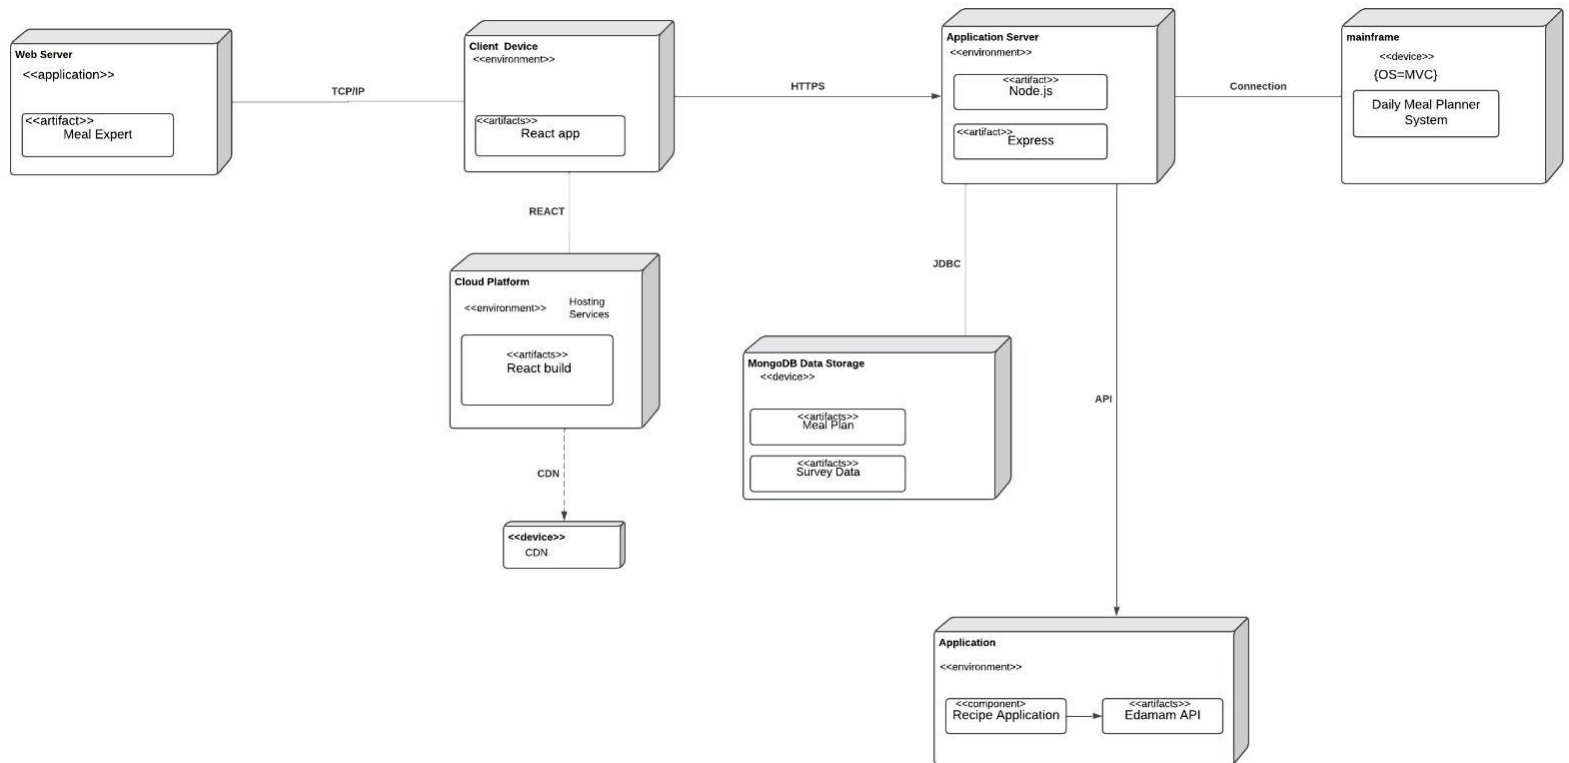 Web Server
<<application>>
<<artifact>>
Meal Expert
TCP/IP
Client  Device
<<environment>>
<<artifacts>>
React app
HTTPS
Application Server
<<environment>>
<<artifact>>
Node.js
<<artifact>>
Express
Connection
mainframe
<<device>>
{OS=MVC}
Daily Meal Planner
System
REACT
Cloud Platform
<<environment>>
Hosting
Services
<<artifacts>>
React build
CDN
<<device>>
CDN
JDBC
MongoDB Data Storage
<<device>>
<<artifacts>>
Meal Plan
<<artifacts>>
Survey Data
API
Application
<<environment>>
<<component>
Recipe Application
<<artifacts>>
Edamam API